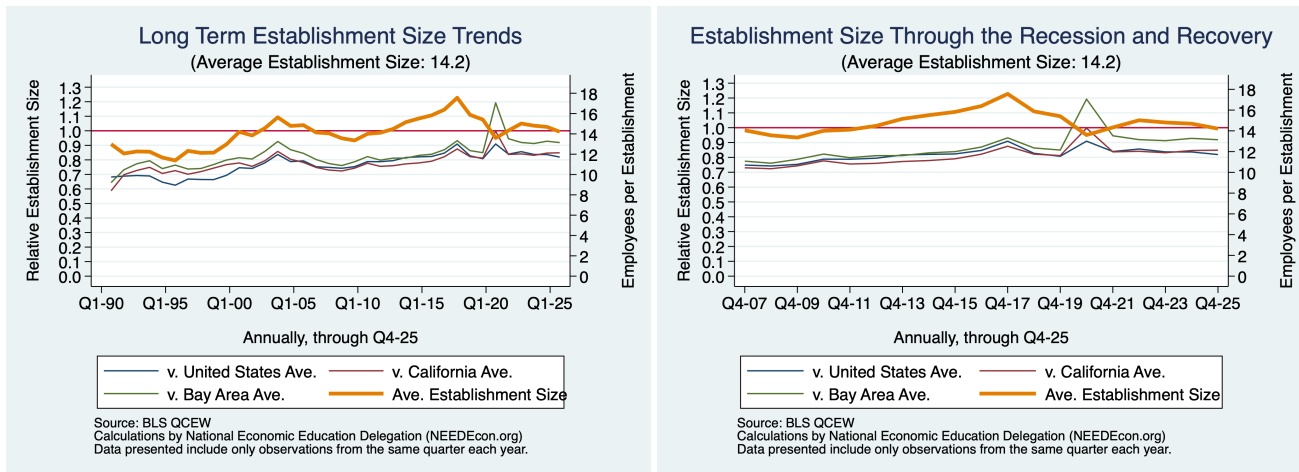 Long Term Establishment Size Trends
(Average Establishment Size: 14.2)
Relative Establishment Size
1.3
1.2
1.1
1.0
0.9
0.8
0.7
0.6
0.5
0.4
0.3
0.2
0.1
0.0
18
16
14
12
10
8
6
4
2
0
Employees per Establishment
Q1-90 Q1-95 Q1-00 Q1-05 Q1-10 Q1-15 Q1-20 Q1-25
Annually, through Q4-25
v. United States Ave. v. California Ave.
v. Bay Area Ave. Ave. Establishment Size
Source: BLS QCEW
Calculations by National Economic Education Delegation (NEEDEcon.org)
Data presented include only observations from the same quarter each year.
Establishment Size Through the Recession and Recovery
(Average Establishment Size: 14.2)
Relative Establishment Size
1.3
1.2
1.1
1.0
0.9
0.8
0.7
0.6
0.5
0.4
0.3
0.2
0.1
0.0
18
16
14
12
10
8
6
4
2
0
Employees per Establishment
Q4-07 Q4-09 Q4-11 Q4-13 Q4-15 Q4-17 Q4-19 Q4-21 Q4-23 Q4-25
Annually, through Q4-25
v. United States Ave. v. California Ave.
v. Bay Area Ave. Ave. Establishment Size
Source: BLS QCEW
Calculations by National Economic Education Delegation (NEEDEcon.org)
Data presented include only observations from the same quarter each year.